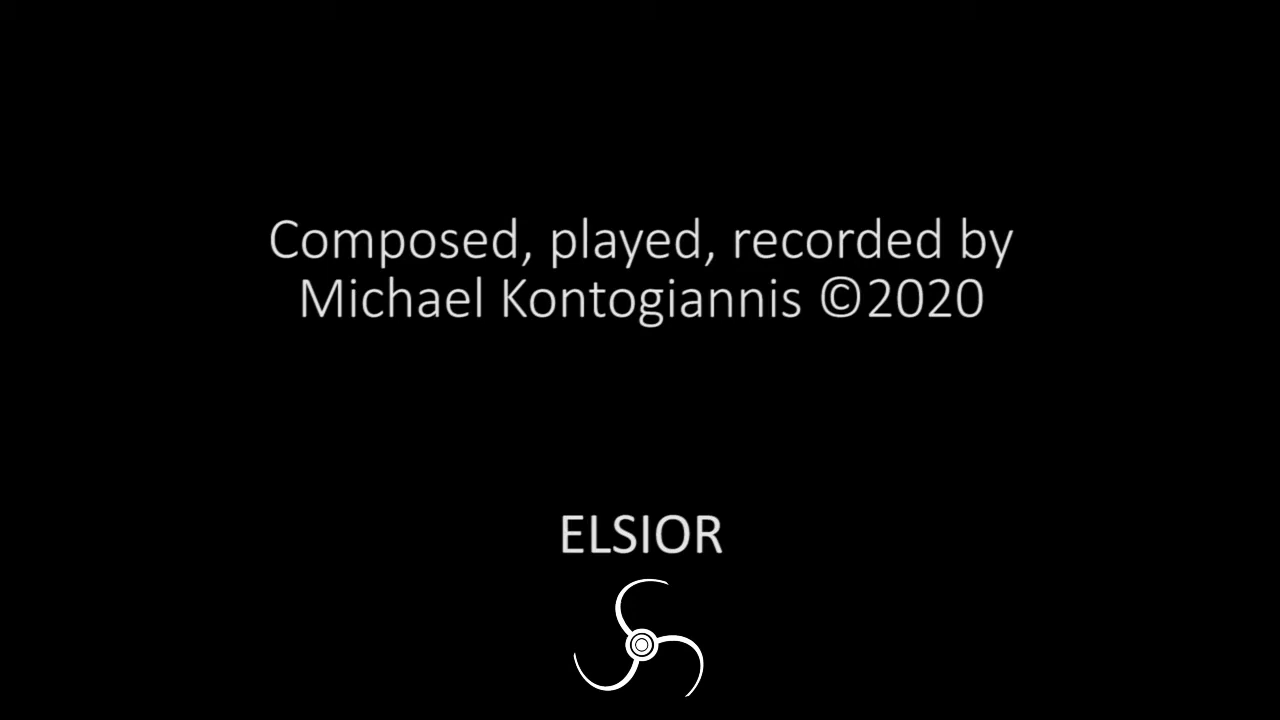 Composed, played, recorded by
Michael Kontogiannis ©2020
ELSIOR